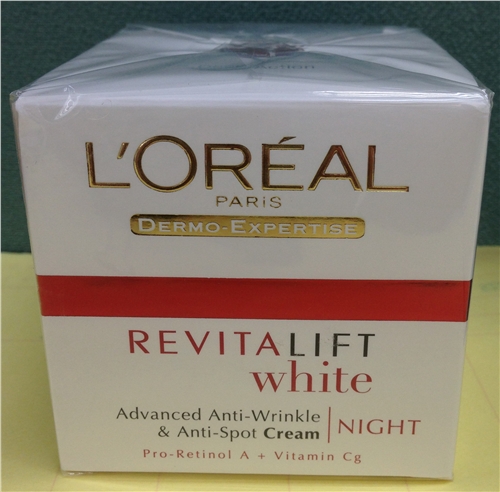 L'ORÉAL
PARIS
DERMO-EXPERTISE
REVITALIFT
white
Advanced Anti-Wrinkle
& Anti-Spot Cream | NIGHT
Pro-Retinol A + Vitamin Cg